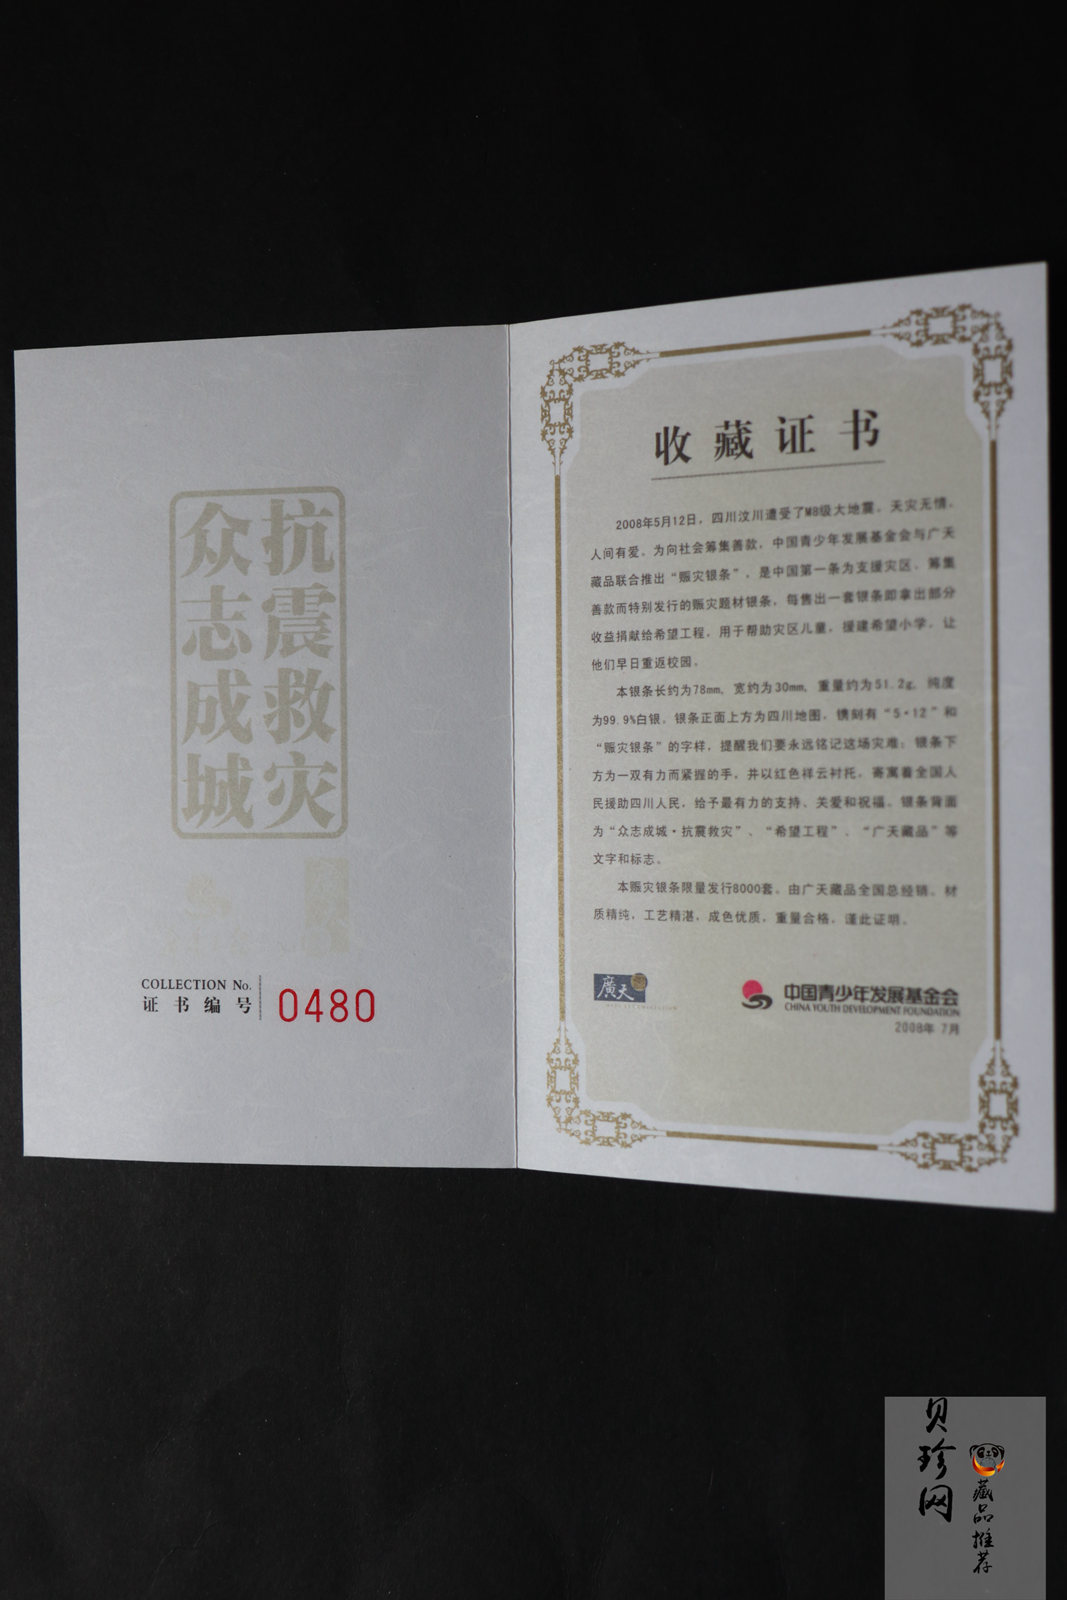 抗震救灾
众志成城
COLLECTION No.
证书编号
0480
收藏证书
2008年5月12日，四川汶川遭受了M8级大地震。天灾无情，
人间有爱。为向社会筹集善款，中国青少年发展基金会与广天
藏品联合推出“赈灾银条”，是中国第一条为支援灾区、筹集
善款而特别发行的赈灾题材银条，每售出一套银条即拿出部分
收益捐献给希望工程，用于帮助灾区儿童，援建希望小学，让
他们早日重返校园。
本银条长约为78mm，宽约为30mm，重量约为51.2g，纯度
为99.9%白银。银条正面上方为四川地图，镌刻有“5·12”和
“赈灾银条”的字样，提醒我们要永远铭记这场灾难；银条下
方为一双有力而紧握的手，并以红色祥云衬托，寄寓着全国人
民援助四川人民，给予最有力的支持、关爱和祝福。银条背面
为“众志成城·抗震救灾”、“希望工程”、“广天藏品”等
文字和标志。
本赈灾银条限量发行8000套。由广天藏品全国总经销。材
质精纯，工艺精湛，成色优质，重量合格，谨此证明。
廣天
中国青少年发展基金会
CHINA YOUTH DEVELOPMENT FOUNDATION
2008年 7月
贝珍网
藏品推荐